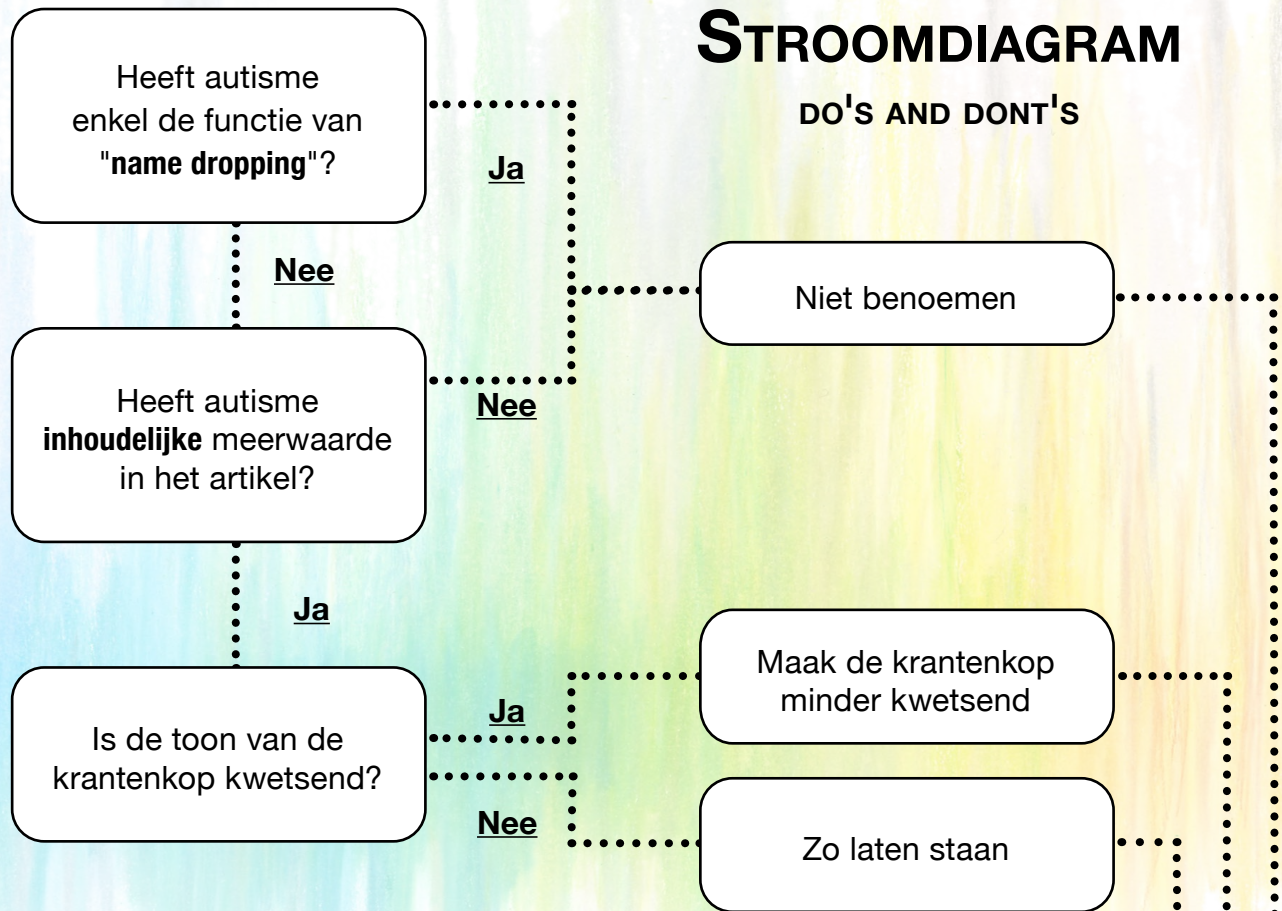 STROOMDIAGRAM
DO'S AND DONT'S
Heeft autisme
enkel de functie van
"name dropping"?
Ja
Nee
Niet benoemen
Heeft autisme
inhoudelijke meerwaarde
in het artikel?
Nee
Ja
Maak de krantenkop
minder kwetsend
Is de toon van de
krantenkop kwetsend?
Ja
Nee
Zo laten staan